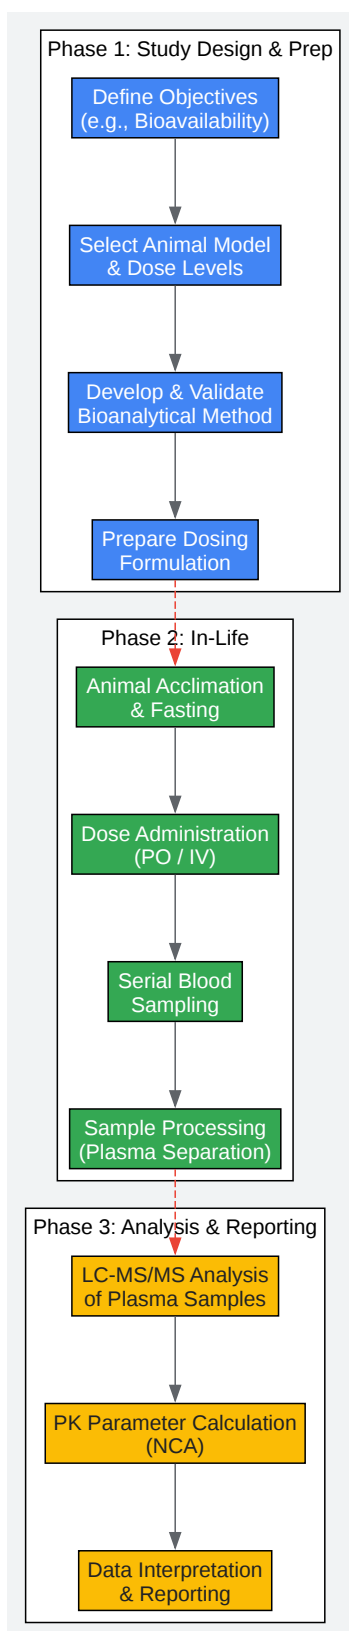 Phase 1: Study Design & Prep
Define Objectives
(e.g., Bioavailability)
Select Animal Model
& Dose Levels
Develop & Validate
Bioanalytical Method
Prepare Dosing
Formulation
Phase 2: In-Life
Animal Acclimation
& Fasting
Dose Administration
(PO / IV)
Serial Blood
Sampling
Sample Processing
(Plasma Separation)
Phase 3: Analysis & Reporting
LC-MS/MS Analysis
of Plasma Samples
PK Parameter Calculation
(NCA)
Data Interpretation
& Reporting